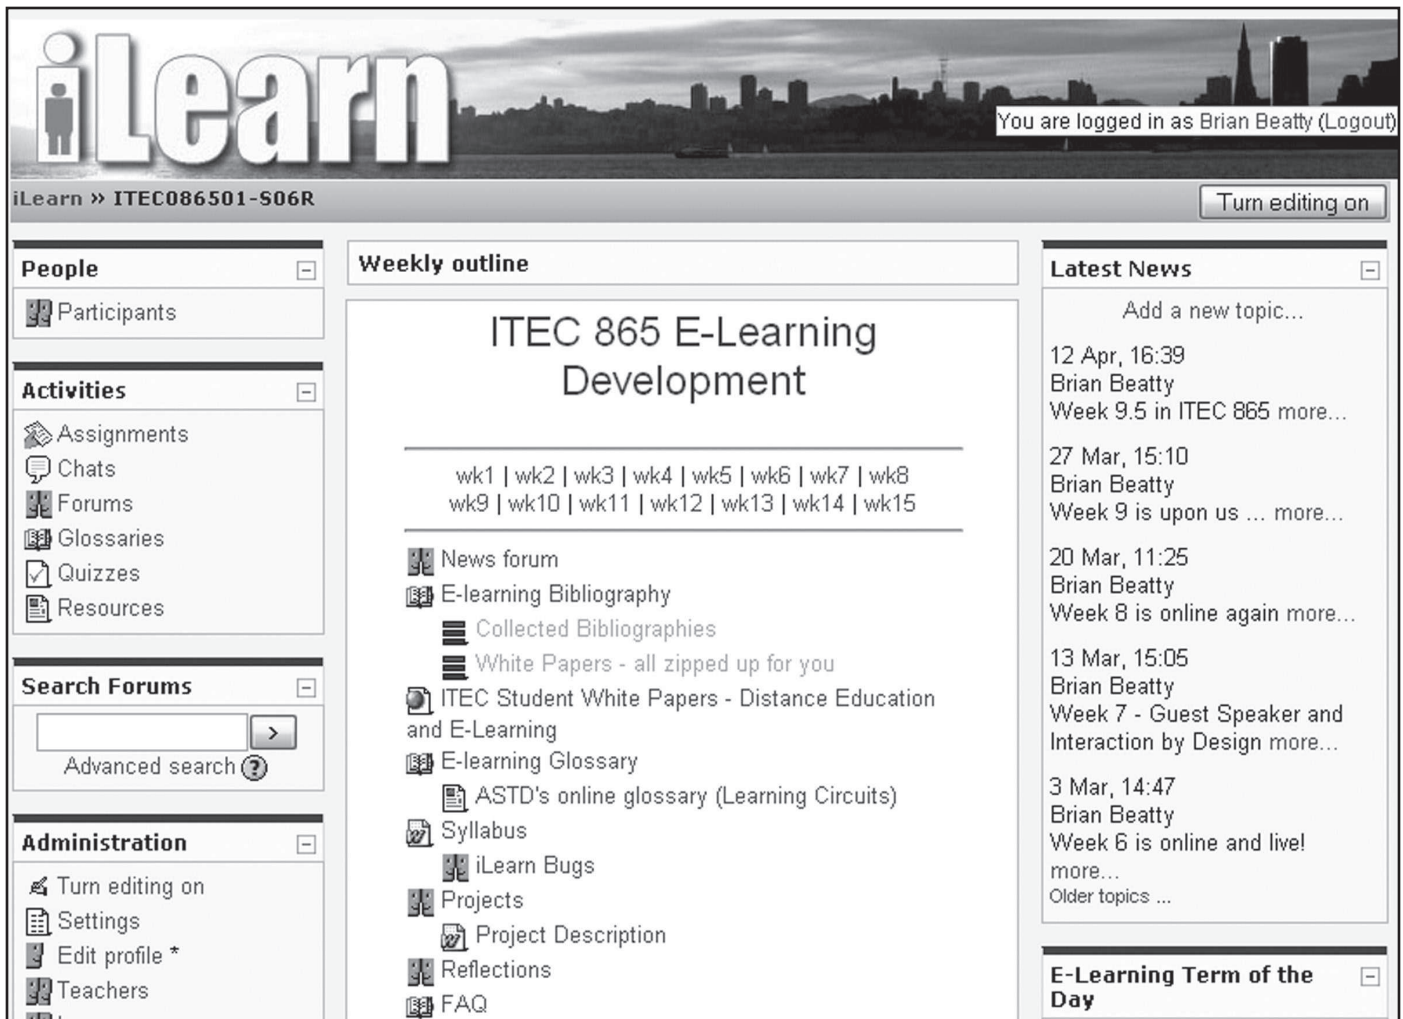 iLearn
You are logged in as Brian Beatty (Logout)
iLearn » ITEC086501-S06R
Turn editing on
People
Participants
Activities
Assignments
Chats
Forums
Glossaries
Quizzes
Resources
Search Forums
>
Advanced search ?
Administration
Turn editing on
Settings
Edit profile *
Teachers
Weekly outline
ITEC 865 E-Learning
Development
wk1 | wk2 | wk3 | wk4 | wk5 | wk6 | wk7 | wk8
wk9 | wk10 | wk11 | wk12 | wk13 | wk14 | wk15
News forum
E-learning Bibliography
Collected Bibliographies
White Papers - all zipped up for you
ITEC Student White Papers - Distance Education
and E-Learning
E-learning Glossary
ASTD's online glossary (Learning Circuits)
Syllabus
iLearn Bugs
Projects
Project Description
Reflections
FAQ
Latest News
Add a new topic...
12 Apr, 16:39
Brian Beatty
Week 9.5 in ITEC 865 more...
27 Mar, 15:10
Brian Beatty
Week 9 is upon us ... more...
20 Mar, 11:25
Brian Beatty
Week 8 is online again more...
13 Mar, 15:05
Brian Beatty
Week 7 - Guest Speaker and
Interaction by Design more...
3 Mar, 14:47
Brian Beatty
Week 6 is online and live!
more...
Older topics ...
E-Learning Term of the
Day